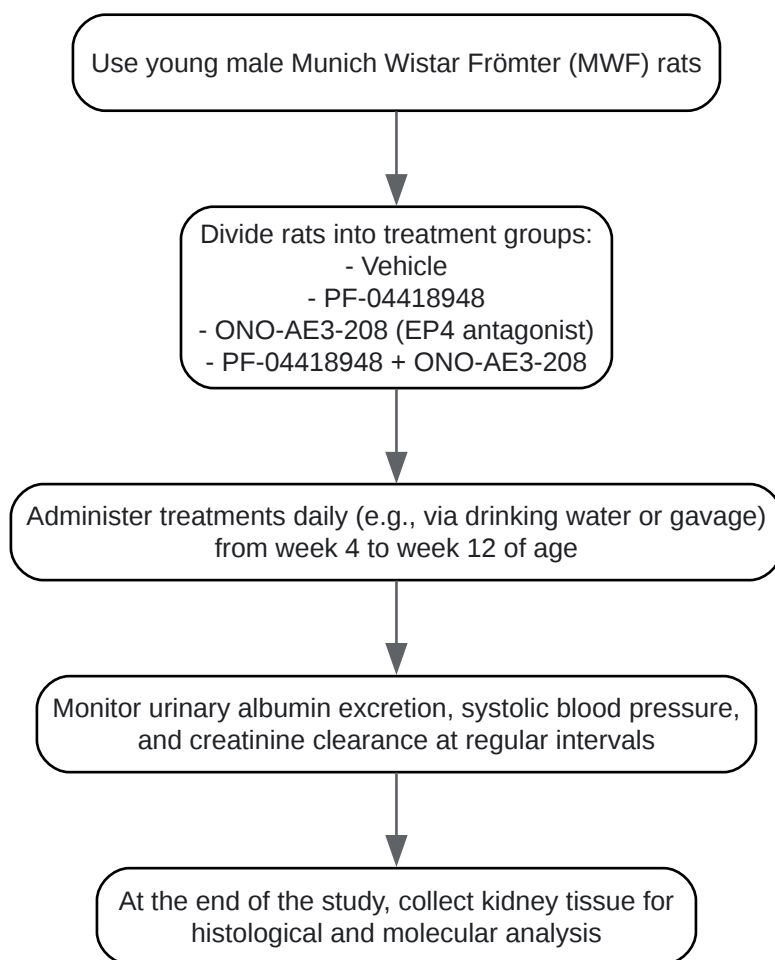 Use young male Munich Wistar Frömter (MWF) rats
Divide rats into treatment groups:
- Vehicle
- PF-04418948
- ONO-AE3-208 (EP4 antagonist)
- PF-04418948 + ONO-AE3-208
Administer treatments daily (e.g., via drinking water or gavage)
from week 4 to week 12 of age
Monitor urinary albumin excretion, systolic blood pressure,
and creatinine clearance at regular intervals
At the end of the study, collect kidney tissue for
histological and molecular analysis